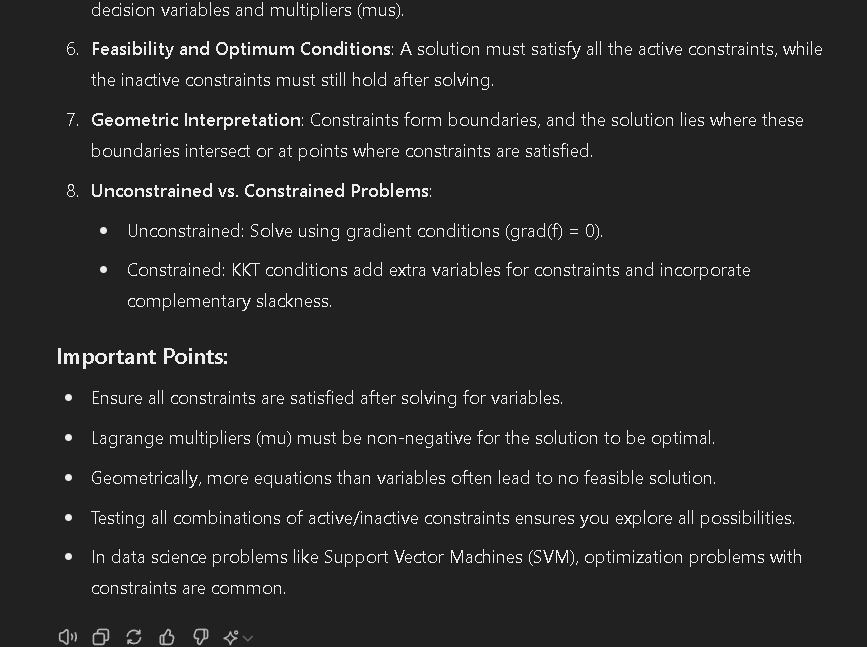 decision variables and multipliers (mus).
6. Feasibility and Optimum Conditions: A solution must satisfy all the active constraints, while
the inactive constraints must still hold after solving.
7. Geometric Interpretation: Constraints form boundaries, and the solution lies where these
boundaries intersect or at points where constraints are satisfied.
8. Unconstrained vs. Constrained Problems:
• Unconstrained: Solve using gradient conditions (grad(f) = 0).
• Constrained: KKT conditions add extra variables for constraints and incorporate
complementary slackness.
Important Points:
• Ensure all constraints are satisfied after solving for variables.
• Lagrange multipliers (mu) must be non-negative for the solution to be optimal.
• Geometrically, more equations than variables often lead to no feasible solution.
• Testing all combinations of active/inactive constraints ensures you explore all possibilities.
• In data science problems like Support Vector Machines (SVM), optimization problems with
constraints are common.